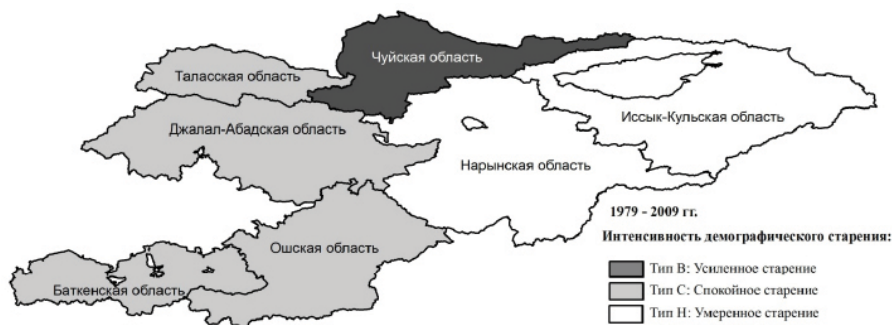 Чуйская область
Таласская область
Иссык-Кульская область
Джалал-Абадская область
Нарынская область
1979 - 2009 гг.
Интенсивность демографического старения:
Ошская область
Тип В: Усиленное старение
Баткенская область
Тип С: Спокойное старение
Тип Н: Умеренное старение